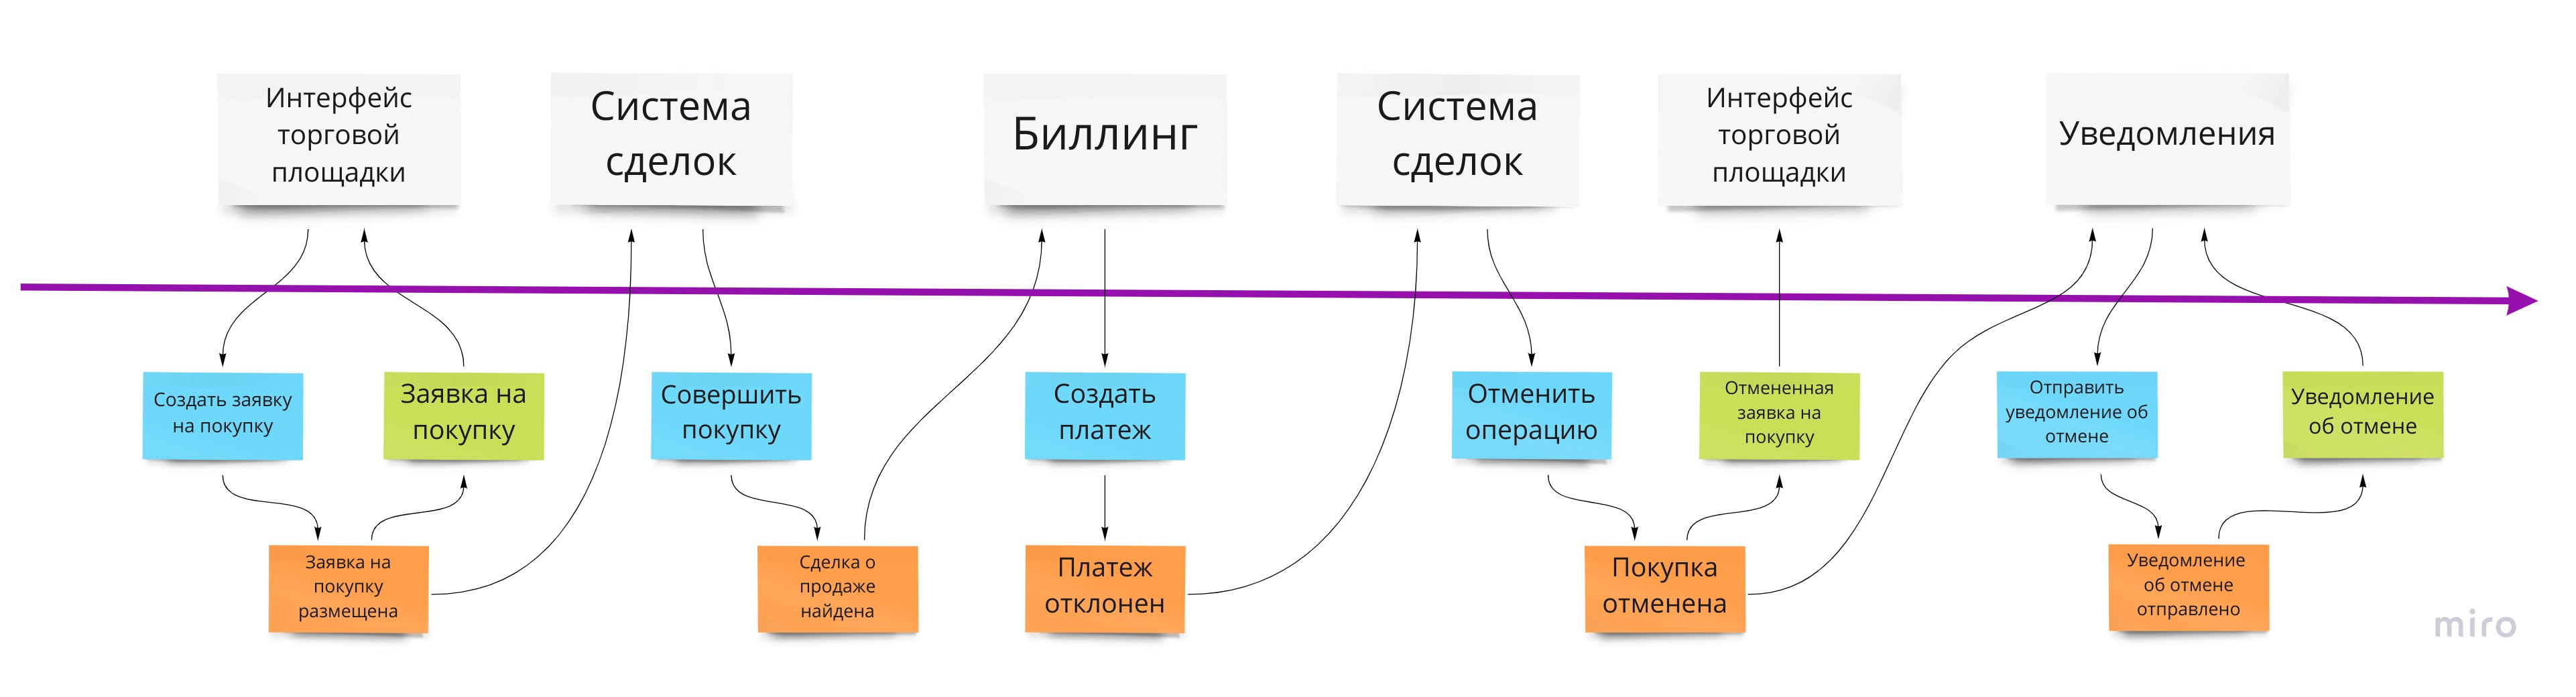 Интерфейс
торговой
площадки
Система
сделок
Биллинг
Система
сделок
Интерфейс
торговой
площадки
Уведомления
Создать заявку
на покупку
Заявка на
покупку
Совершить
покупку
Создать
платеж
Отменить
операцию
Отмененная
заявка на
покупку
Отправить
уведомление об
отмене
Уведомление
об отмене
Заявка на
покупку
размещена
Сделка о
продаже
найдена
Платеж
отклонен
Покупка
отменена
Уведомление
об отмене
отправлено
miro